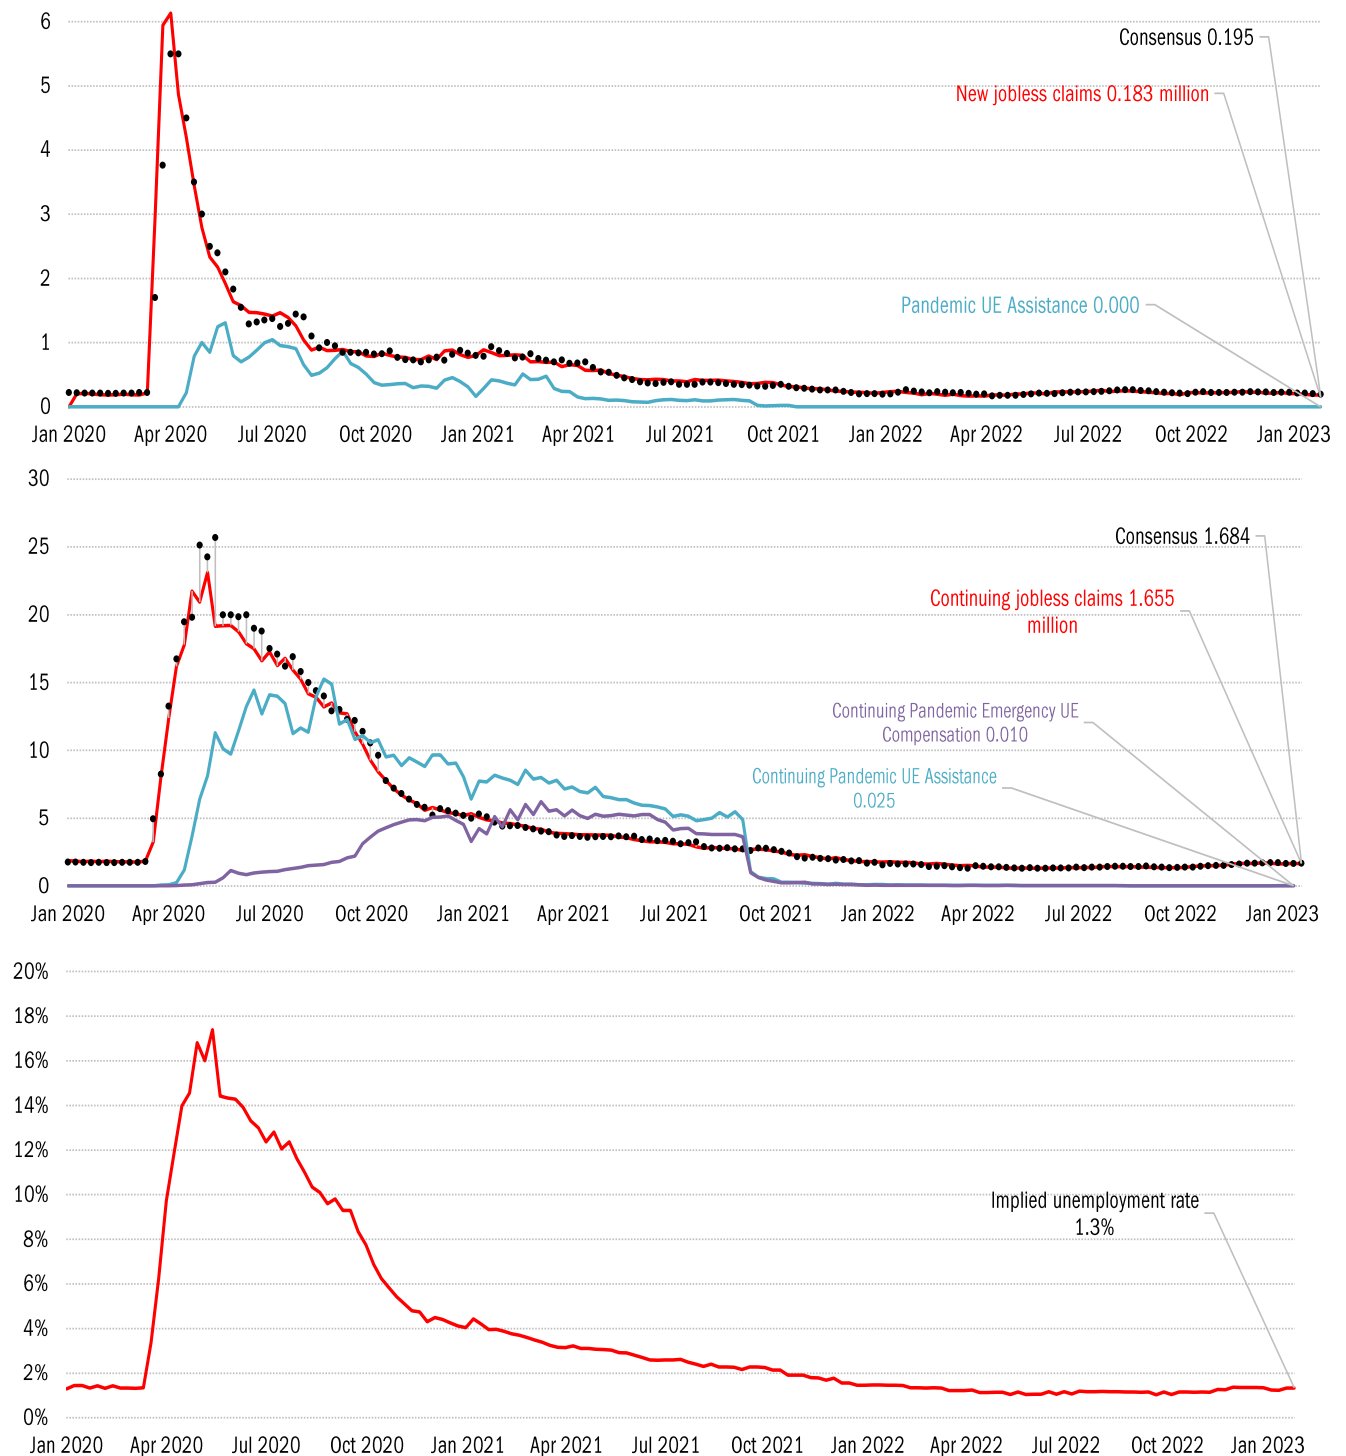 6
Consensus 0.195
5
New jobless claims 0.183 million
4
3
2
Pandemic UE Assistance 0.000
1
0
Jan 2020 Apr 2020 Jul 2020 Oct 2020 Jan 2021 Apr 2021 Jul 2021 Oct 2021 Jan 2022 Apr 2022 Jul 2022 Oct 2022 Jan 2023
30
25
Consensus 1.684
20
Continuing jobless claims 1.655
million
15
Continuing Pandemic Emergency UE
Compensation 0.010
10
Continuing Pandemic UE Assistance
0.025
5
0
Jan 2020 Apr 2020 Jul 2020 Oct 2020 Jan 2021 Apr 2021 Jul 2021 Oct 2021 Jan 2022 Apr 2022 Jul 2022 Oct 2022 Jan 2023
20%
18%
16%
14%
12%
10%
Implied unemployment rate
1.3%
8%
6%
4%
2%
0%
Jan 2020 Apr 2020 Jul 2020 Oct 2020 Jan 2021 Apr 2021 Jul 2021 Oct 2021 Jan 2022 Apr 2022 Jul 2022 Oct 2022 Jan 2023